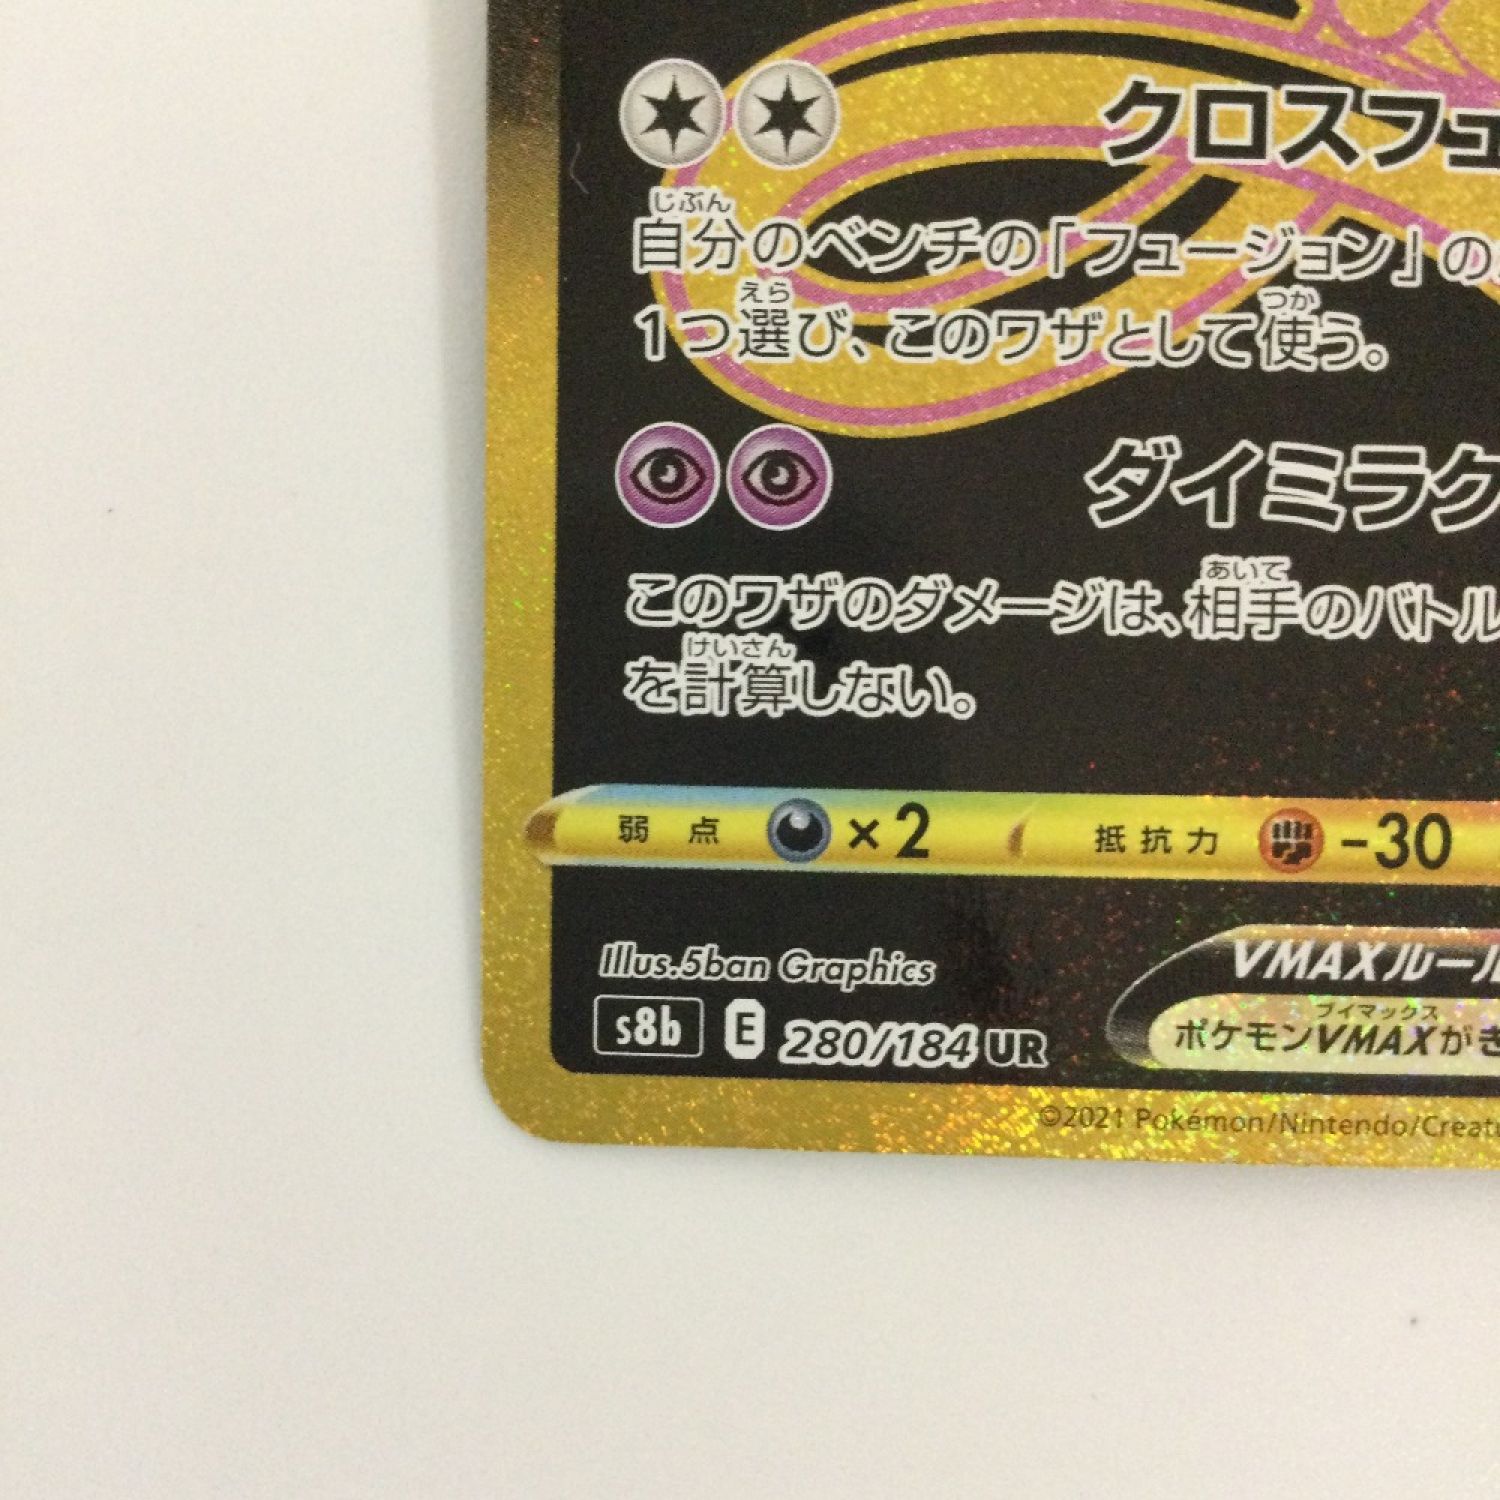 クロスフュ
じぶん
自分のベンチの「フュージョン」の
えら つか
1つ選び、このワザとして使う。
ダイミラク
あいて
このワザのダメージは、相手のバトル
けいさん
を計算しない。
弱点 ×2 抵抗力 -30
Illus.5ban Graphics
VMAXルール
s8b E 280/184 UR
ブイマックス
ポケモンVMAXがき
©2021 Pokémon/Nintendo/Creatu